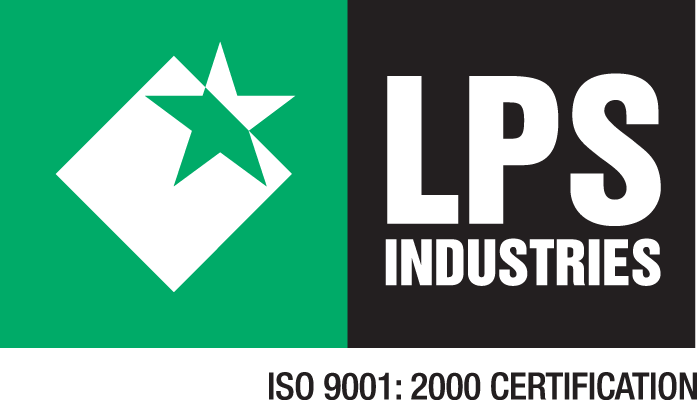 LPS
INDUSTRIES
ISO 9001: 2000 CERTIFICATION